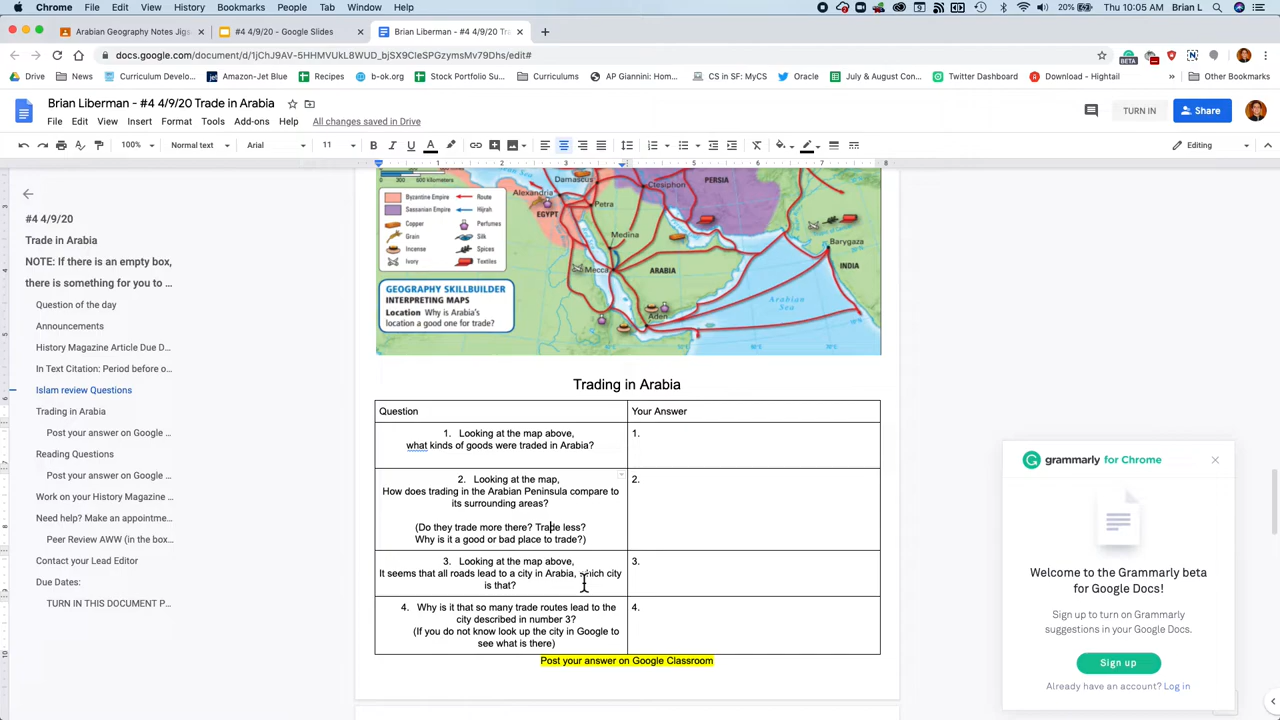 Chrome File Edit View History Bookmarks People Tab Window Help 20% Thu 10:05 AM Brian L
Arabian Geography Notes Jigs #4 4/9/20 - Google Slides Brian Liberman - #4 4/9/20 Trad
docs.google.com/document/d/1jChJ9AV-5HHMVUkL8UWD_bjSX9CIeSPGzymsMv79Dhs/edit#
Drive News Curriculum Develo... Amazon-Jet Blue Recipes b-ok.org Stock Portfolio Su... Curriculums AP Giannini: Hom... CS in SF: MyCS Oracle July & August Con... Twitter Dashboard Download - Hightail » Other Bookmarks
BETA
Brian Liberman - #4 4/9/20 Trade in Arabia
File Edit View Insert Format Tools Add-ons Help All changes saved in Drive
TURN IN Share
100% Normal text Arial 11 B I U A Editing
1 2 3 4 5 6 7 8
#4 4/9/20
Trade in Arabia
NOTE: If there is an empty box,
there is something for you to ...
Question of the day
Announcements
History Magazine Article Due D...
In Text Citation: Period before o...
Islam review Questions
Trading in Arabia
Post your answer on Google ...
Reading Questions
Post your answer on Google ...
Work on your History Magazine ...
Need help? Make an appointme...
Peer Review AWW (in the box...
Contact your Lead Editor
Due Dates:
TURN IN THIS DOCUMENT P...
600 kilometers
Byzantine Empire Route
Sassanian Empire Hijrah
Copper Perfumes
Grain Silk
Incense Spices
Ivory Textiles
GEOGRAPHY SKILLBUILDER
INTERPRETING MAPS
Location Why is Arabia's
location a good one for trade?
Damascus
Ctesiphon
PERSIA
Alexandria
Petra
EGYPT
Medina
Barygaza
INDIA
Mecca
ARABIA
Arabian
Sea
Aden
Trading in Arabia
Question Your Answer
1. Looking at the map above,
what kinds of goods were traded in Arabia?
1.
2. Looking at the map,
How does trading in the Arabian Peninsula compare to
its surrounding areas?
(Do they trade more there? Trade less?
Why is it a good or bad place to trade?)
2.
3. Looking at the map above,
It seems that all roads lead to a city in Arabia, which city
is that?
3.
4. Why is it that so many trade routes lead to the
city described in number 3?
(If you do not know look up the city in Google to
see what is there)
4.
Post your answer on Google Classroom
grammarly for Chrome
Welcome to the Grammarly beta
for Google Docs!
Sign up to turn on Grammarly
suggestions in your Google Docs.
Sign up
Already have an account? Log in